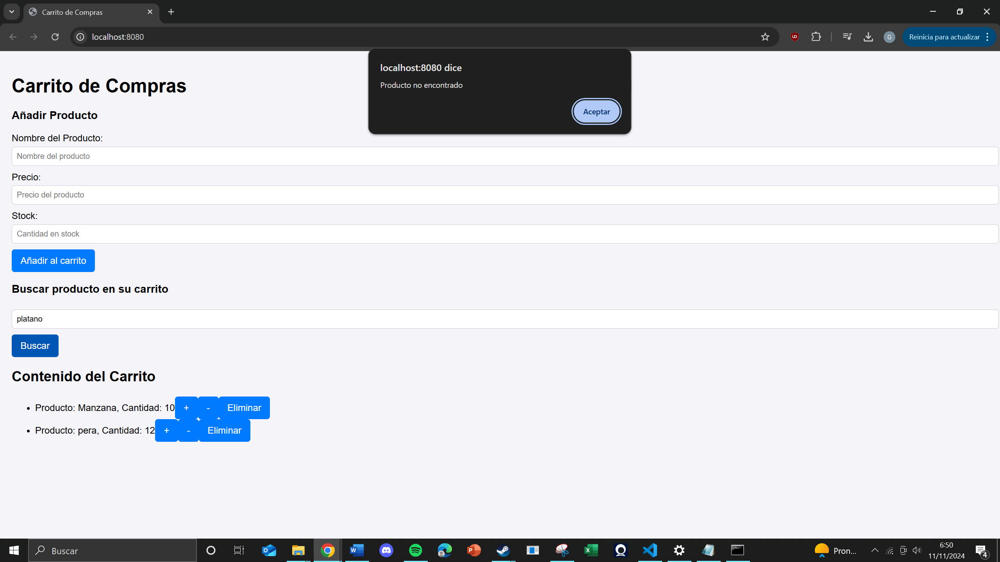 Carrito de Compras
localhost:8080
G
Reinicia para actualizar
localhost:8080 dice
Producto no encontrado
Aceptar
Carrito de Compras
Añadir Producto
Nombre del Producto:
Nombre del producto
Precio:
Precio del producto
Stock:
Cantidad en stock
Añadir al carrito
Buscar producto en su carrito
platano
Buscar
Contenido del Carrito
Producto: Manzana, Cantidad: 10 + - Eliminar
Producto: pera, Cantidad: 12 + - Eliminar
Buscar
Pron...
6:50
11/11/2024
4